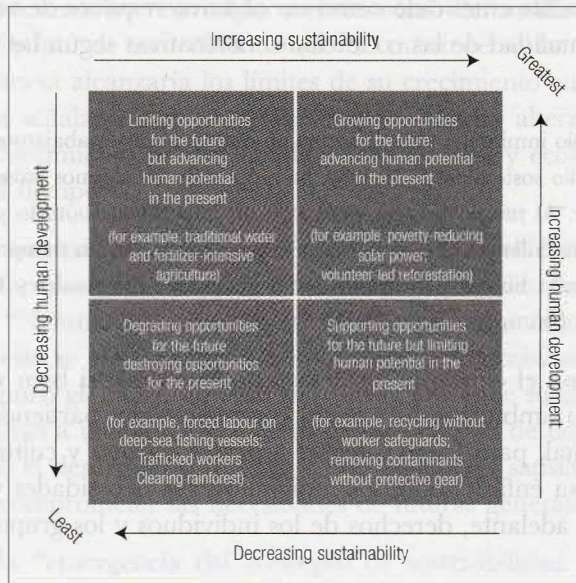 Increasing sustainability
Greatest
Limiting opportunities
for the future
but advancing
human potential
in the present
(for example, traditional water
and fertilizer-intensive
agriculture)
Growing opportunities
for the future;
advancing human potential
in the present
(for example, poverty-reducing
solar power;
volunteer-led reforestation)
Decreasing human development
Increasing human development
Degrading opportunities
for the future
destroying opportunities
for the present
(for example, forced labour on
deep-sea fishing vessels;
Trafficked workers
Clearing rainforest)
Supporting opportunities
for the future but limiting
human potential in the
present
(for example, recycling without
worker safeguards;
removing contaminants
without protective gear)
Least
Decreasing sustainability